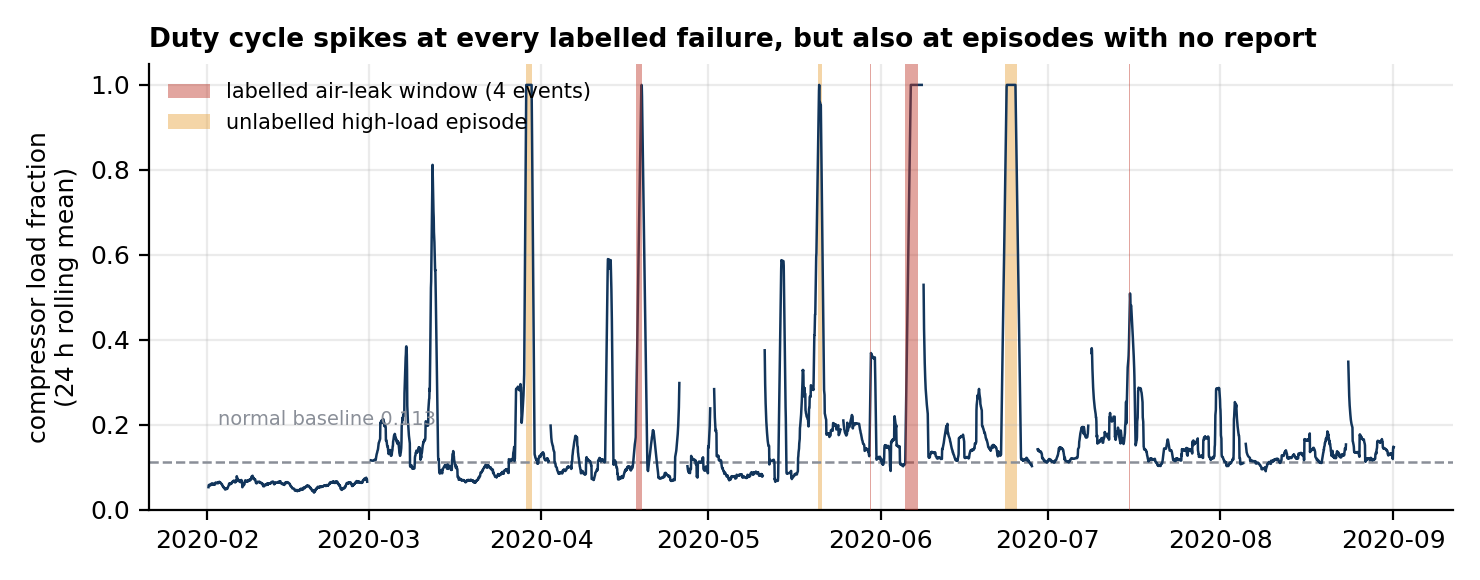 Duty cycle spikes at every labelled failure, but also at episodes with no report
labelled air-leak window (4 events)
unlabelled high-load episode
normal baseline 0.113
compressor load fraction
(24 h rolling mean)
1.0
0.8
0.6
0.4
0.2
0.0
2020-02
2020-03
2020-04
2020-05
2020-06
2020-07
2020-08
2020-09